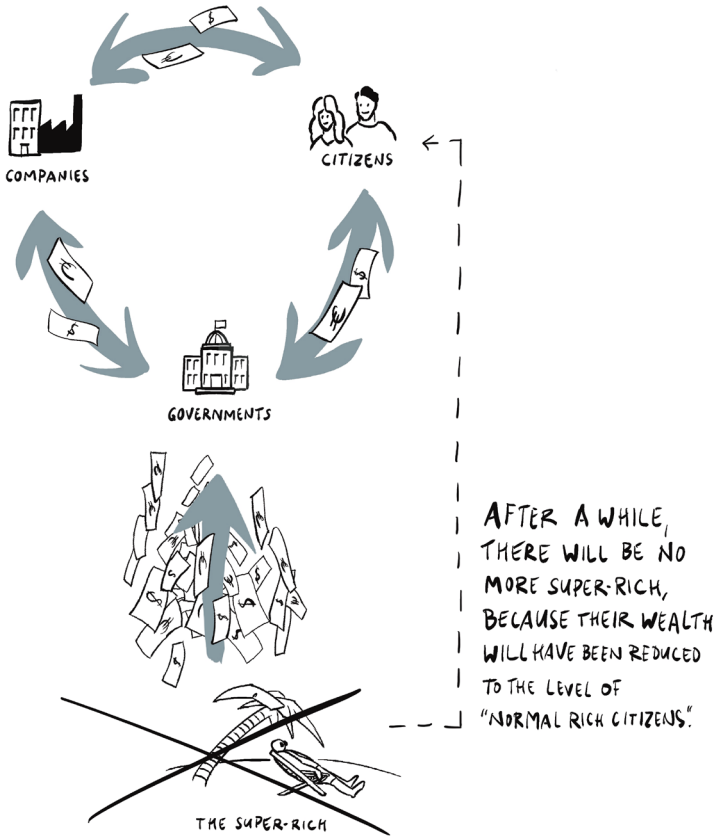 COMPANIES
CITIZENS
GOVERNMENTS
AFTER A WHILE,
THERE WILL BE NO
MORE SUPER-RICH,
BECAUSE THEIR WEALTH
WILL HAVE BEEN REDUCED
TO THE LEVEL OF
"NORMAL RICH CITIZENS".
THE SUPER-RICH